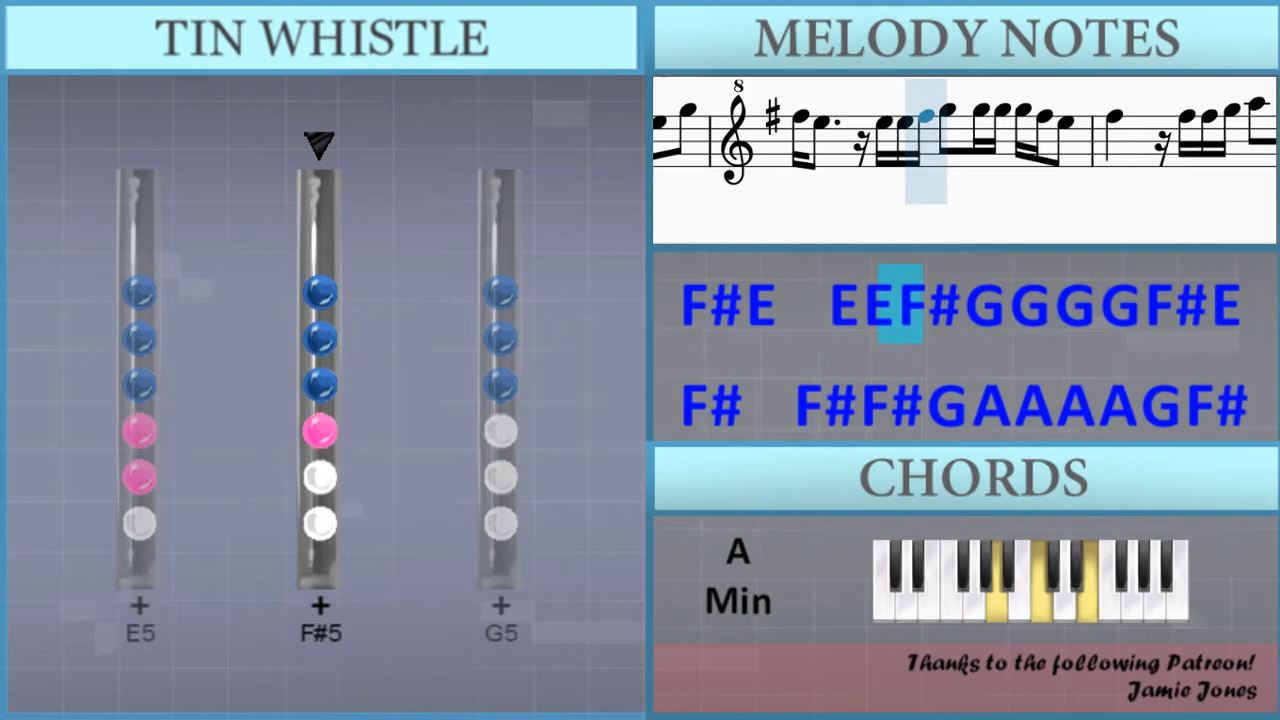 TIN WHISTLE
+
E5
+
F#5
+
G5
MELODY NOTES
8
F#E EEF#GGGGF#E
F# F#F#GAAAAGF#
CHORDS
A
Min
Thanks to the following Patreon!
Jamie Jones